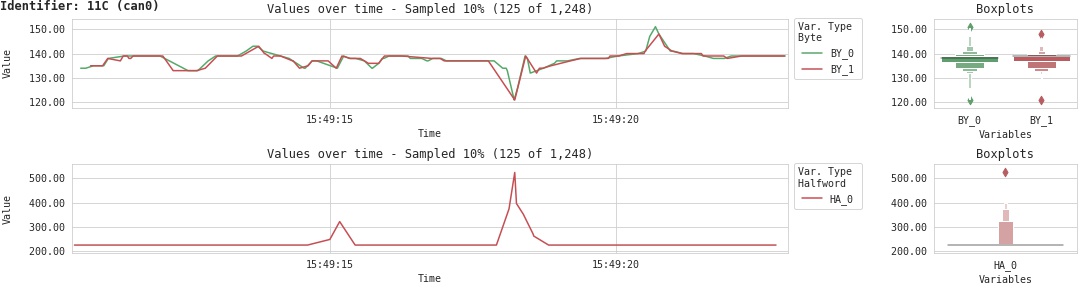 Identifier: 11C (can0)
Values over time - Sampled 10% (125 of 1,248)
Boxplots
Value
150.00
140.00
130.00
120.00
15:49:15
15:49:20
Time
Var. Type
Byte
BY_0
BY_1
150.00
140.00
130.00
120.00
BY_0
BY_1
Variables
Values over time - Sampled 10% (125 of 1,248)
Boxplots
Value
500.00
400.00
300.00
200.00
15:49:15
15:49:20
Time
Var. Type
Halfword
HA_0
500.00
400.00
300.00
200.00
HA_0
Variables